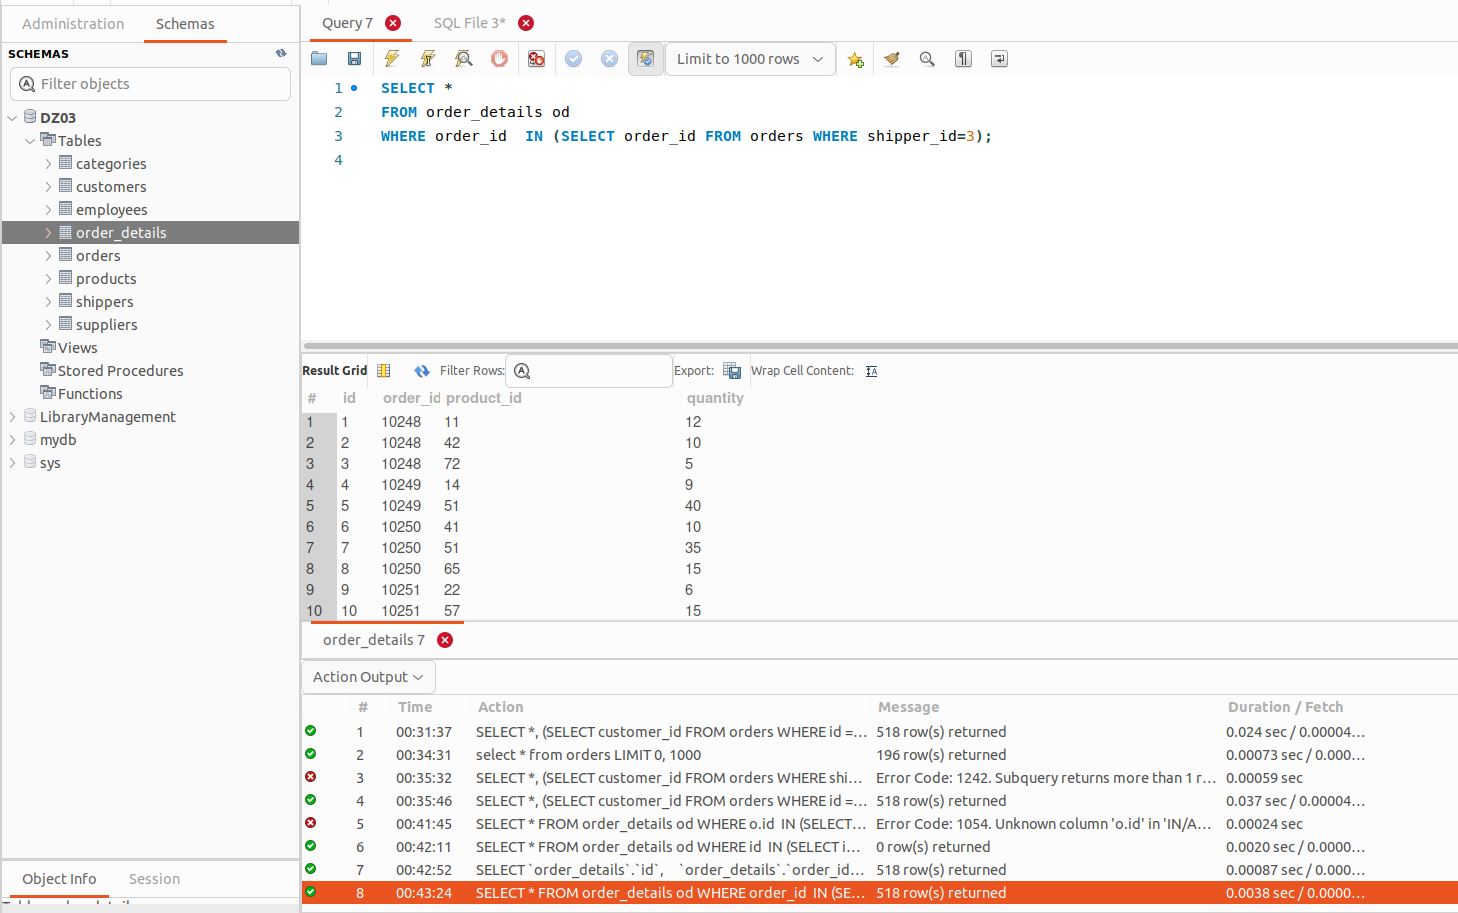 Administration Schemas
SCHEMAS
Filter objects
DZ03
Tables
categories
customers
employees
order_details
orders
products
shippers
suppliers
Views
Stored Procedures
Functions
LibraryManagement
mydb
sys
Object Info Session
Query 7 SQL File 3*
Limit to 1000 rows
1 SELECT *
2 FROM order_details od
3 WHERE order_id  IN (SELECT order_id FROM orders WHERE shipper_id=3);
4
Result Grid Filter Rows: Export: Wrap Cell Content:
# id order_id product_id quantity
1 1 10248 11 12
2 2 10248 42 10
3 3 10248 72 5
4 4 10249 14 9
5 5 10249 51 40
6 6 10250 41 10
7 7 10250 51 35
8 8 10250 65 15
9 9 10251 22 6
10 10 10251 57 15
order_details 7
Action Output
# Time Action Message Duration / Fetch
1 00:31:37 SELECT *, (SELECT customer_id FROM orders WHERE id =... 518 row(s) returned 0.024 sec / 0.00004...
2 00:34:31 select * from orders LIMIT 0, 1000 196 row(s) returned 0.00073 sec / 0.000...
3 00:35:32 SELECT *, (SELECT customer_id FROM orders WHERE shi... Error Code: 1242. Subquery returns more than 1 r... 0.00059 sec
4 00:35:46 SELECT *, (SELECT customer_id FROM orders WHERE id =... 518 row(s) returned 0.037 sec / 0.00004...
5 00:41:45 SELECT * FROM order_details od WHERE o.id  IN (SELECT... Error Code: 1054. Unknown column 'o.id' in 'IN/A... 0.00024 sec
6 00:42:11 SELECT * FROM order_details od WHERE id  IN (SELECT i... 0 row(s) returned 0.0020 sec / 0.0000...
7 00:42:52 SELECT `order_details`.`id`,    `order_details`.`order_id... 518 row(s) returned 0.00087 sec / 0.000...
8 00:43:24 SELECT * FROM order_details od WHERE order_id  IN (SE... 518 row(s) returned 0.0038 sec / 0.0000...